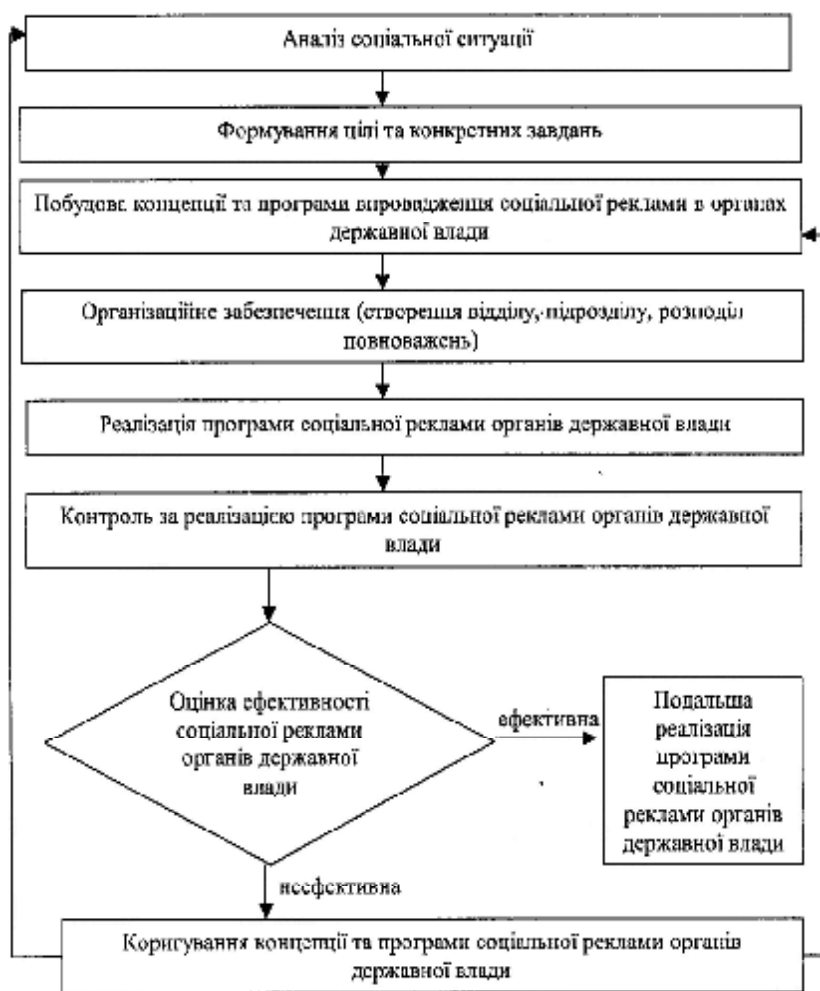 Аналіз соціальної ситуації
Формування цілі та конкретних завдань
Побудова концепції та програми впровадження соціальної реклами в органах
державної влади
Організаційне забезпечення (створення відділу, підрозділу, розподіл
повноважень)
Реалізація програми соціальної реклами органів державної влади
Контроль за реалізацією програми соціальної реклами органів державної
влади
Оцінка ефективності
соціальної реклами
органів державної
влади
ефективна
Подальша
реалізація
програми
соціальної
реклами органів
державної влади
неефективна
Коригування концепції та програми соціальної реклами органів
державної влади